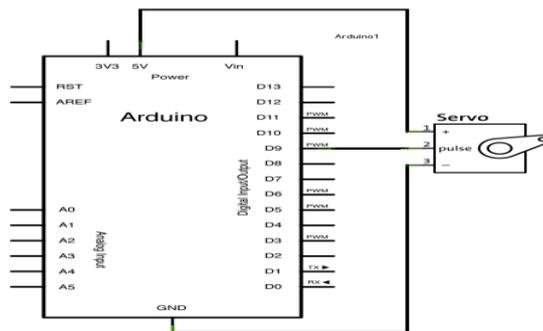 Arduino1
3V3 5V Vin
Power
RST
AREF
Arduino
D13
D12
D11 PWM
D10 PWM
D9 PWM
D8
D7
D6 PWM
D5 PWM
D4
D3 PWM
D2
D1 TX ▶
D0 RX ◀
Digital Input/Output
A0
A1
A2
A3
A4
A5
Analog Input
GND
Servo
1 +
2 pulse
3 −